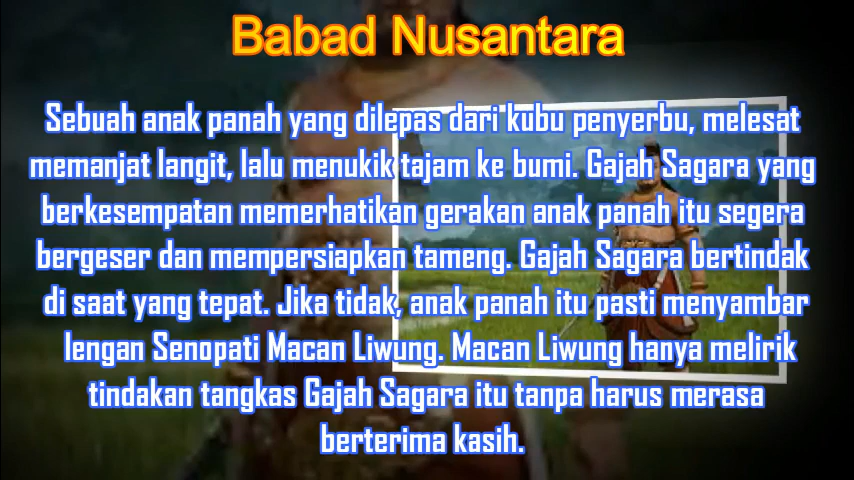 Babad Nusantara
Sebuah anak panah yang dilepas dari kubu penyerbu, melesat
memanjat langit, lalu menukik tajam ke bumi. Gajah Sagara yang
berkesempatan memerhatikan gerakan anak panah itu segera
bergeser dan mempersiapkan tameng. Gajah Sagara bertindak
di saat yang tepat. Jika tidak, anak panah itu pasti menyambar
lengan Senopati Macan Liwung. Macan Liwung hanya melirik
tindakan tangkas Gajah Sagara itu tanpa harus merasa
berterima kasih.